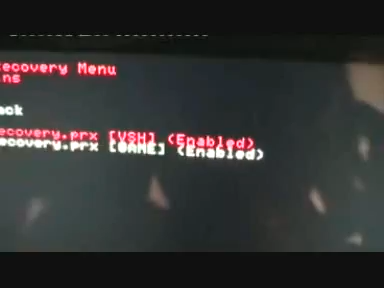 ecovery Menu
ns
ack
ecovery.prx [VSH] (Enabled)
ecovery.prx [GAME] (Enabled)